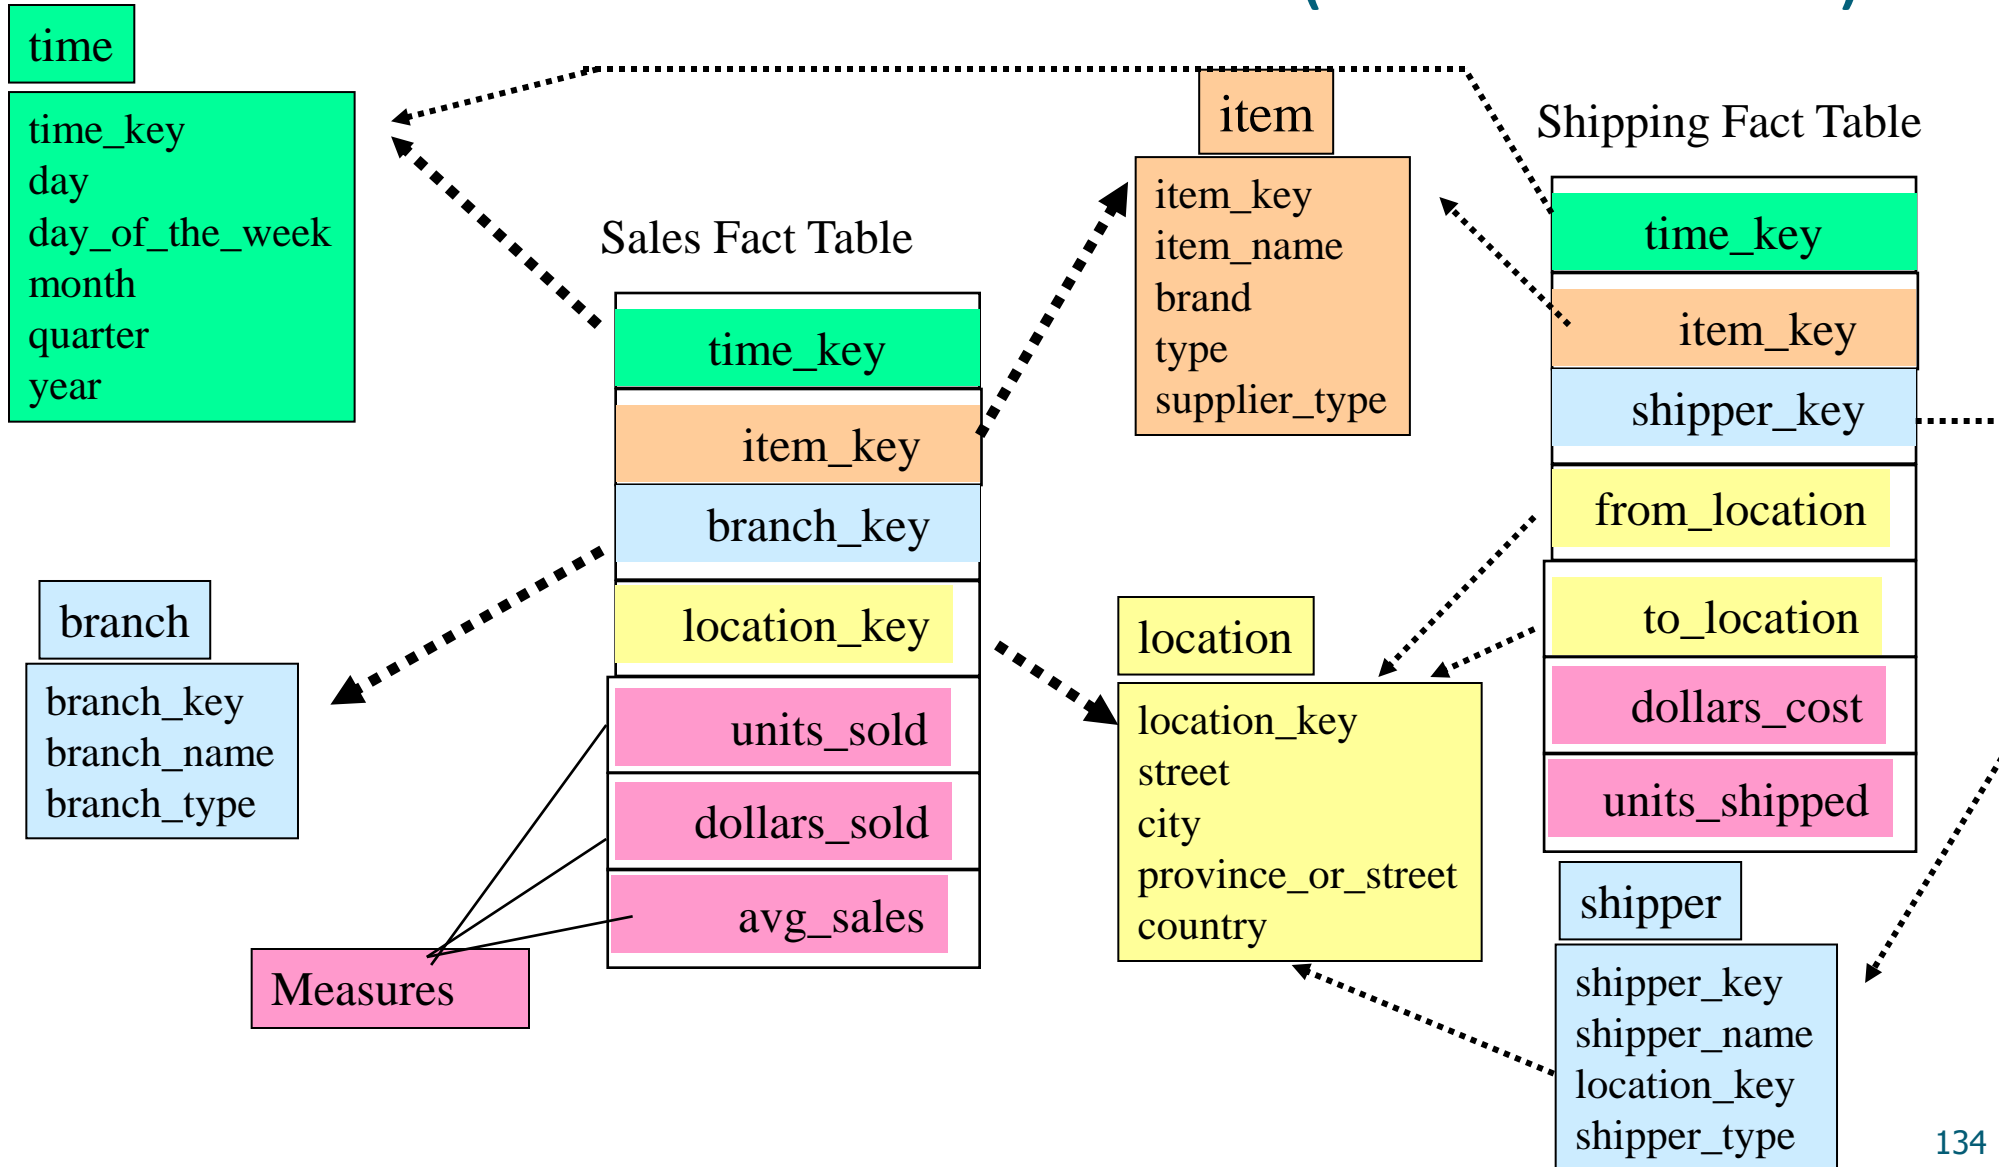 time
time_key
day
day_of_the_week
month
quarter
year
Sales Fact Table
time_key
item_key
branch_key
location_key
units_sold
dollars_sold
avg_sales
Measures
branch
branch_key
branch_name
branch_type
item
item_key
item_name
brand
type
supplier_type
location
location_key
street
city
province_or_street
country
Shipping Fact Table
time_key
item_key
shipper_key
from_location
to_location
dollars_cost
units_shipped
shipper
shipper_key
shipper_name
location_key
shipper_type
134